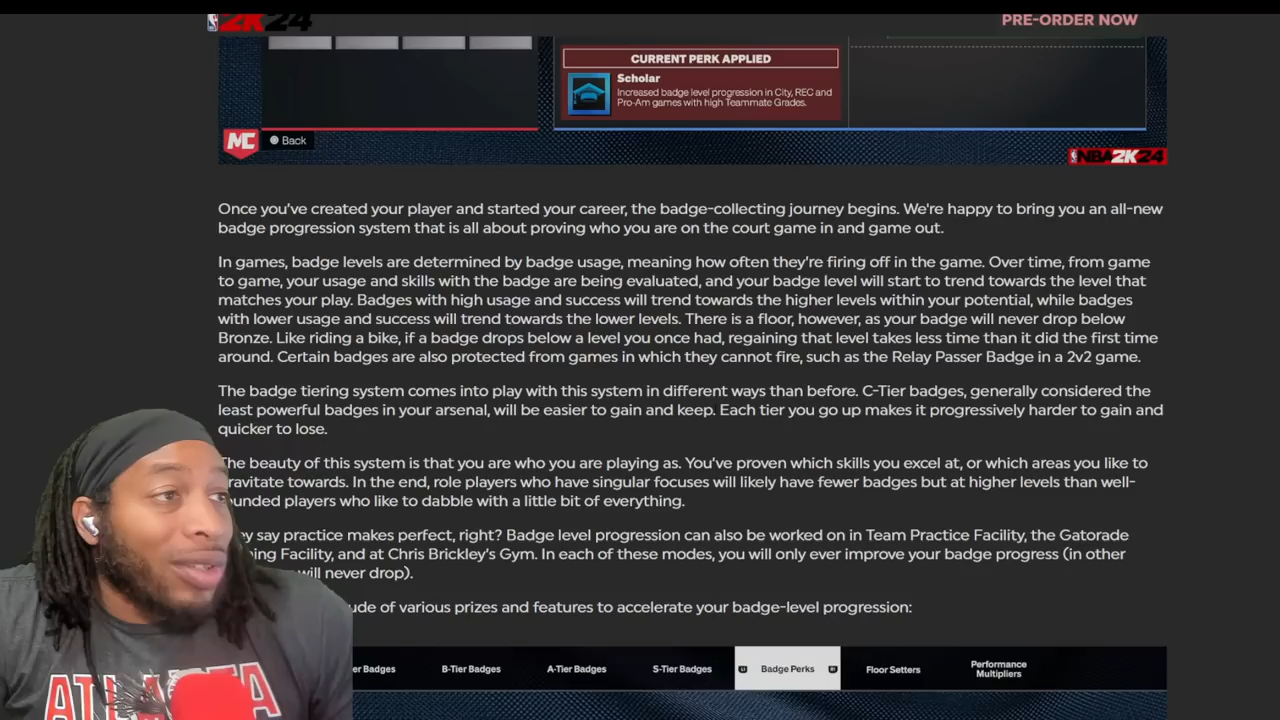 2K24
PRE-ORDER NOW
CURRENT PERK APPLIED
Scholar
Increased badge level progression in City, REC and
Pro-Am games with high Teammate Grades.
MC
Back
NBA2K24
Once you've created your player and started your career, the badge-collecting journey begins. We're happy to bring you an all-new
badge progression system that is all about proving who you are on the court game in and game out.
In games, badge levels are determined by badge usage, meaning how often they're firing off in the game. Over time, from game
to game, your usage and skills with the badge are being evaluated, and your badge level will start to trend towards the level that
matches your play. Badges with high usage and success will trend towards the higher levels within your potential, while badges
with lower usage and success will trend towards the lower levels. There is a floor, however, as your badge will never drop below
Bronze. Like riding a bike, if a badge drops below a level you once had, regaining that level takes less time than it did the first time
around. Certain badges are also protected from games in which they cannot fire, such as the Relay Passer Badge in a 2v2 game.
The badge tiering system comes into play with this system in different ways than before. C-Tier badges, generally considered the
least powerful badges in your arsenal, will be easier to gain and keep. Each tier you go up makes it progressively harder to gain and
quicker to lose.
The beauty of this system is that you are who you are playing as. You've proven which skills you excel at, or which areas you like to
ravitate towards. In the end, role players who have singular focuses will likely have fewer badges but at higher levels than well-
ounded players who like to dabble with a little bit of everything.
ey say practice makes perfect, right? Badge level progression can also be worked on in Team Practice Facility, the Gatorade
ing Facility, and at Chris Brickley's Gym. In each of these modes, you will only ever improve your badge progress (in other
will never drop).
ude of various prizes and features to accelerate your badge-level progression:
er Badges
B-Tier Badges
A-Tier Badges
S-Tier Badges
Badge Perks
Floor Setters
Performance
Multipliers
ATLANTA